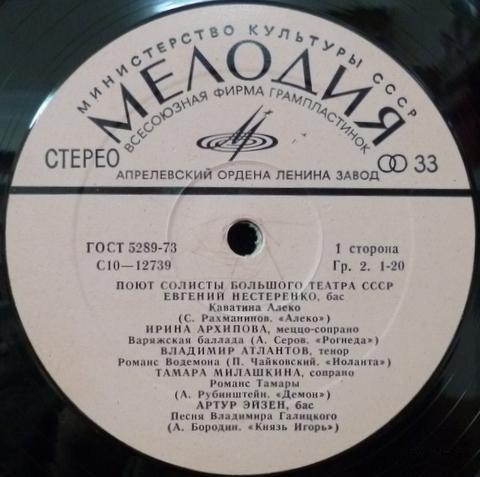 МИНИСТЕРСТВО КУЛЬТУРЫ СССР
МЕЛОДИЯ
ВСЕСОЮЗНАЯ ФИРМА ГРАМПЛАСТИНОК
СТЕРЕО
33
АПРЕЛЕВСКИЙ ОРДЕНА ЛЕНИНА ЗАВОД
ГОСТ 5289-73
1 сторона
С10—12739
Гр. 2. 1-20
ПОЮТ СОЛИСТЫ БОЛЬШОГО ТЕАТРА СССР
ЕВГЕНИЙ НЕСТЕРЕНКО, бас
Каватина Алеко
(С. Рахманинов. «Алеко»)
ИРИНА АРХИПОВА, меццо-сопрано
Варяжская баллада (А. Серов. «Рогнеда»)
ВЛАДИМИР АТЛАНТОВ, тенор
Романс Водемона (П. Чайковский. «Иоланта»)
ТАМАРА МИЛАШКИНА, сопрано
Романс Тамары
(А. Рубинштейн. «Демон»)
АРТУР ЭЙЗЕН, бас
Песня Владимира Галицкого
(А. Бородин. «Князь Игорь»)